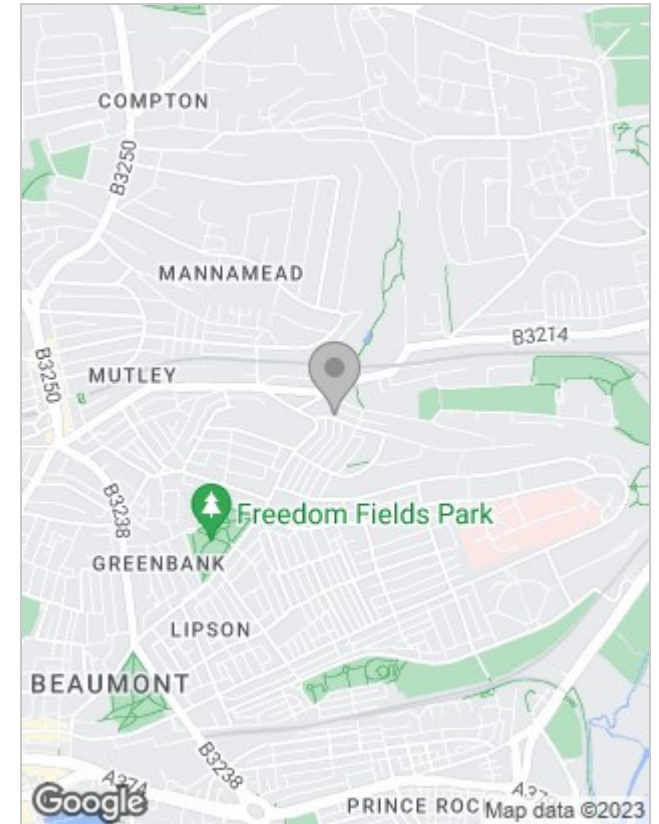 COMPTON
B3250
MANNAMEAD
B3214
B3250
MUTLEY
B3238
Freedom Fields Park
GREENBANK
LIPSON
BEAUMONT
B3238
A374
PRINCE ROC
Google
Map data ©2023